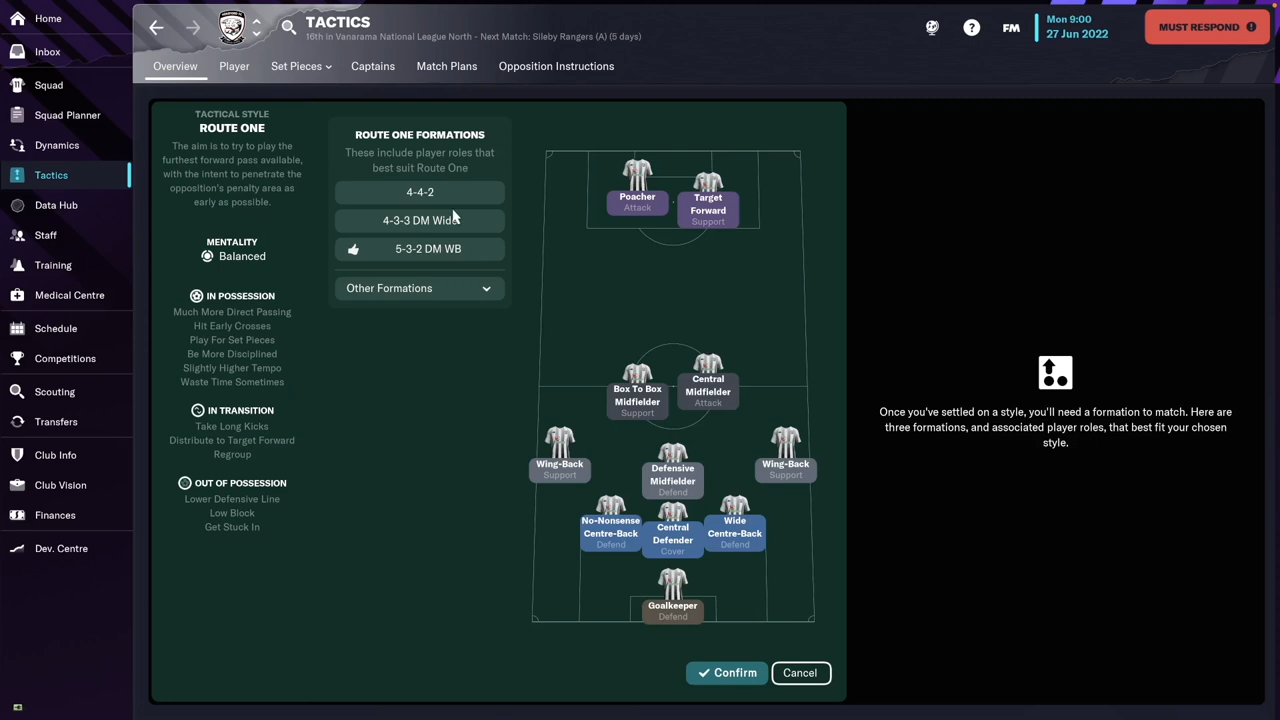 Home
Inbox
Squad
Squad Planner
Dynamics
Tactics
Data Hub
Staff
Training
Medical Centre
Schedule
Competitions
Scouting
Transfers
Club Info
Club Vision
Finances
Dev. Centre
TACTICS
16th in Vanarama National League North - Next Match: Sileby Rangers (A) (5 days)
?
FM
Mon 9:00
27 Jun 2022
MUST RESPOND
Overview
Player
Set Pieces
Captains
Match Plans
Opposition Instructions
TACTICAL STYLE
ROUTE ONE
The aim is to try to play the
furthest forward pass available,
with the intent to penetrate the
opposition's penalty area as
early as possible.
MENTALITY
Balanced
IN POSSESSION
Much More Direct Passing
Hit Early Crosses
Play For Set Pieces
Be More Disciplined
Slightly Higher Tempo
Waste Time Sometimes
IN TRANSITION
Take Long Kicks
Distribute to Target Forward
Regroup
OUT OF POSSESSION
Lower Defensive Line
Low Block
Get Stuck In
ROUTE ONE FORMATIONS
These include player roles that
best suit Route One
4-4-2
4-3-3 DM Wide
5-3-2 DM WB
Other Formations
Poacher
Attack
Target
Forward
Support
Box To Box
Midfielder
Support
Central
Midfielder
Attack
Wing-Back
Support
Defensive
Midfielder
Defend
Wing-Back
Support
No-Nonsense
Centre-Back
Defend
Central
Defender
Cover
Wide
Centre-Back
Defend
Goalkeeper
Defend
Confirm
Cancel
Once you've settled on a style, you'll need a formation to match. Here are
three formations, and associated player roles, that best fit your chosen
style.